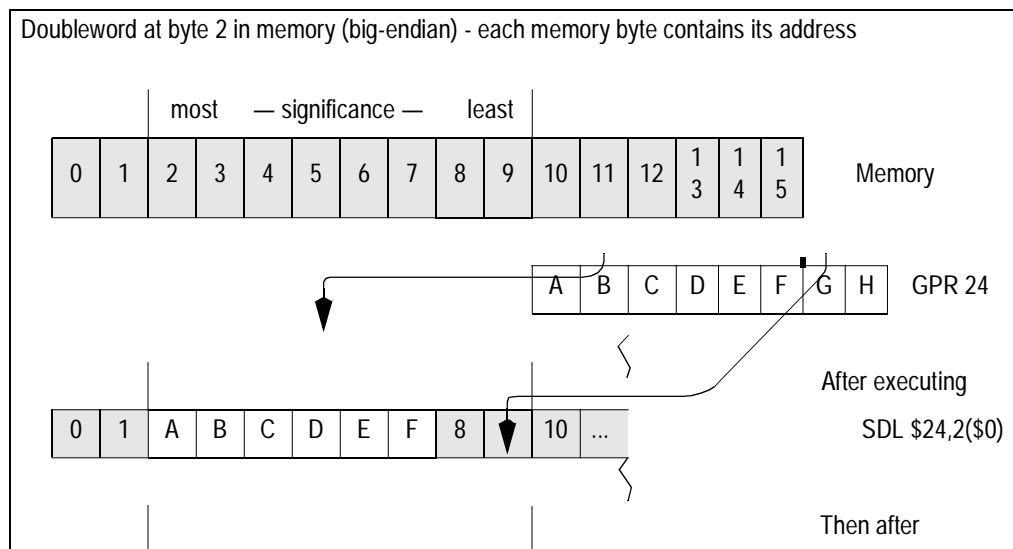 Doubleword at byte 2 in memory (big-endian) - each memory byte contains its address
most — significance — least
0 1 2 3 4 5 6 7 8 9 10 11 12 13 14 15 Memory
A B C D E F G H GPR 24
After executing
0 1 A B C D E F 8 10 ... SDL $24,2($0)
Then after